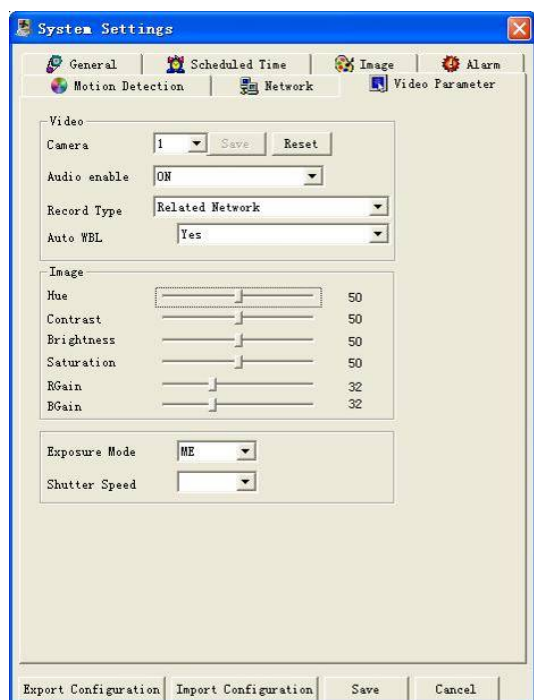 System Settings
General Scheduled Time Image Alarm
Motion Detection Network Video Parameter
Video
Camera 1 Save Reset
Audio enable ON
Record Type Related Network
Auto WBL Yes
Image
Hue 50
Contrast 50
Brightness 50
Saturation 50
RGain 32
BGain 32
Exposure Mode ME
Shutter Speed
Export Configuration Import Configuration Save Cancel